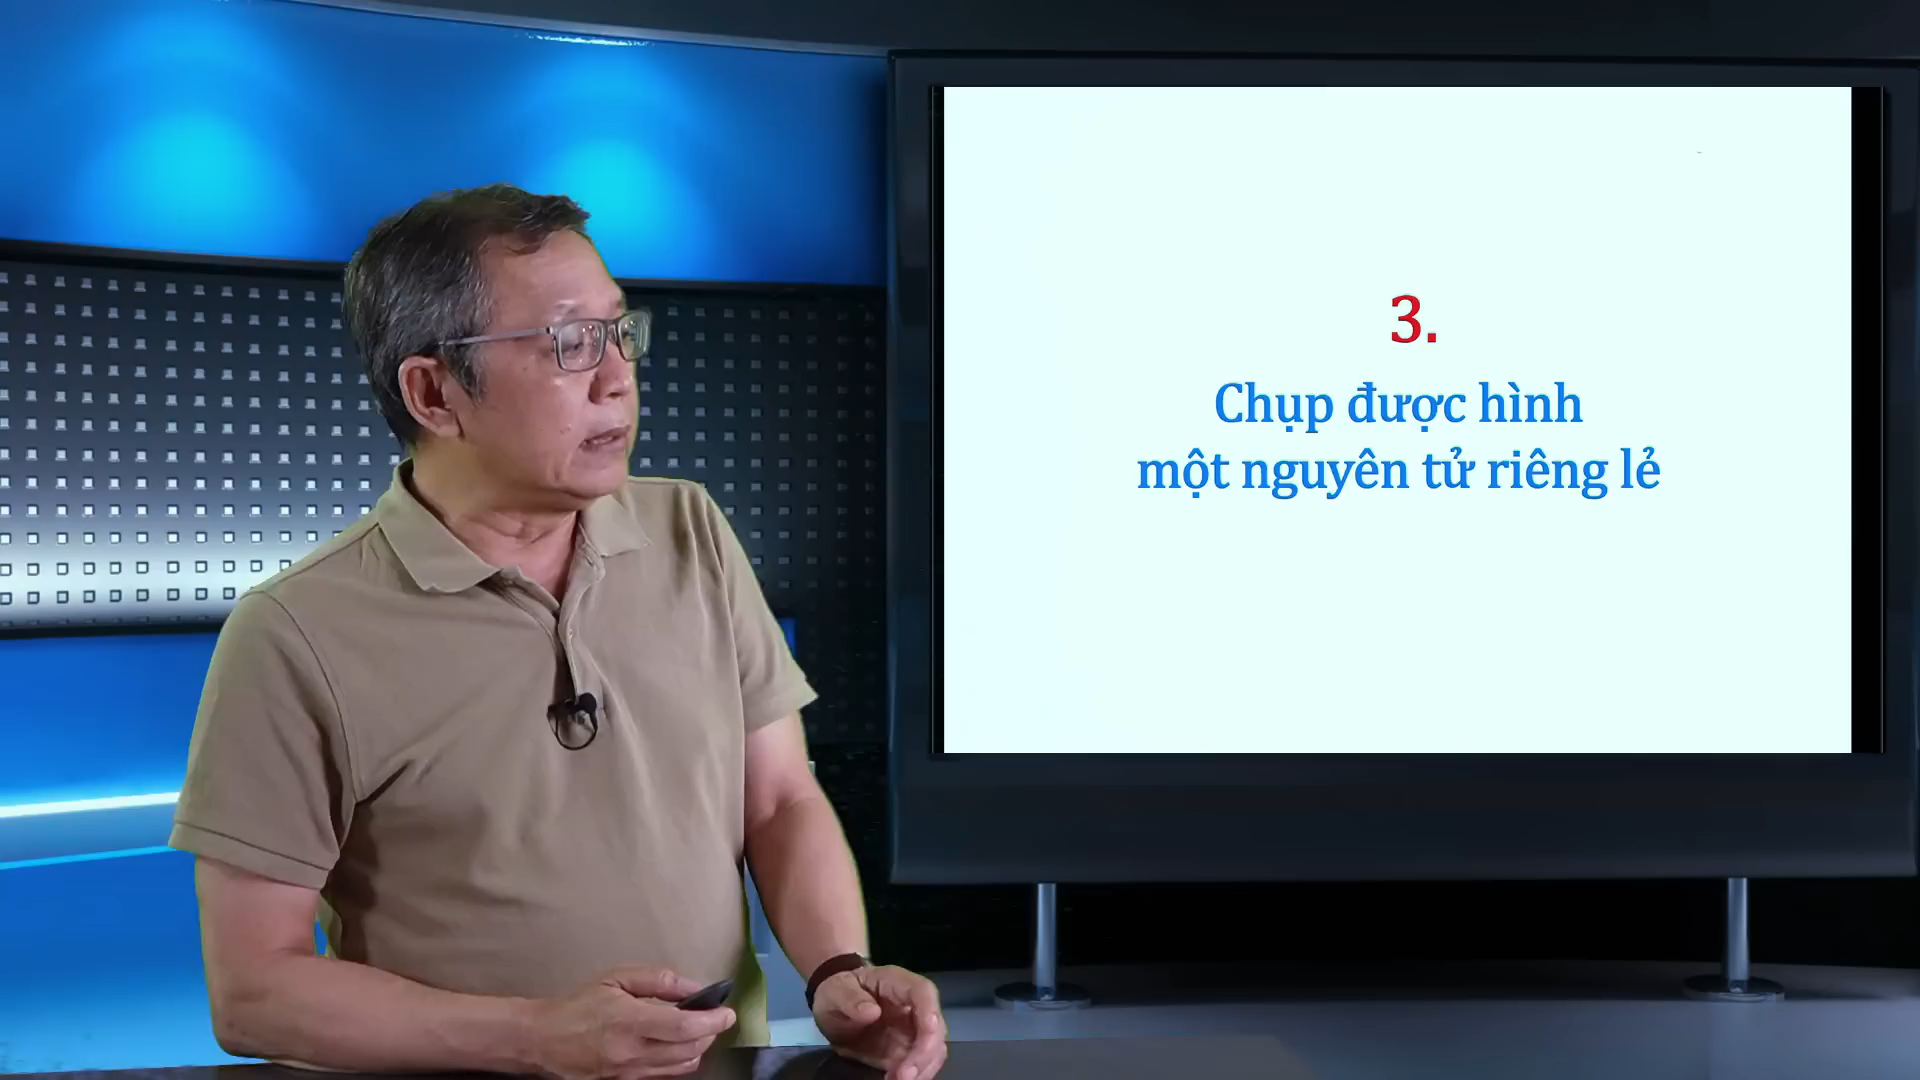 3.
Chụp được hình
một nguyên tử riêng lẻ